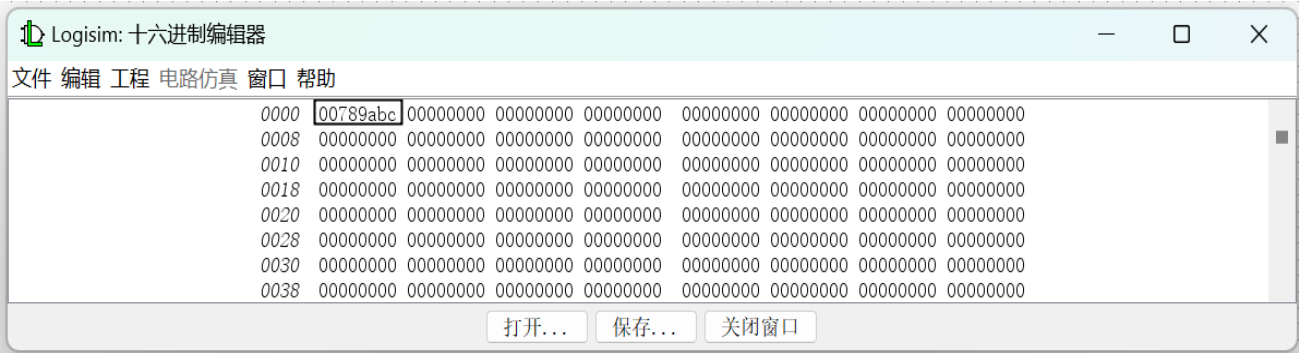 Logisim: 十六进制编辑器
文件 编辑 工程 电路仿真 窗口 帮助
0000 00789abc 00000000 00000000 00000000 00000000 00000000 00000000 00000000
0008 00000000 00000000 00000000 00000000 00000000 00000000 00000000 00000000
0010 00000000 00000000 00000000 00000000 00000000 00000000 00000000 00000000
0018 00000000 00000000 00000000 00000000 00000000 00000000 00000000 00000000
0020 00000000 00000000 00000000 00000000 00000000 00000000 00000000 00000000
0028 00000000 00000000 00000000 00000000 00000000 00000000 00000000 00000000
0030 00000000 00000000 00000000 00000000 00000000 00000000 00000000 00000000
0038 00000000 00000000 00000000 00000000 00000000 00000000 00000000 00000000
打开... 保存... 关闭窗口